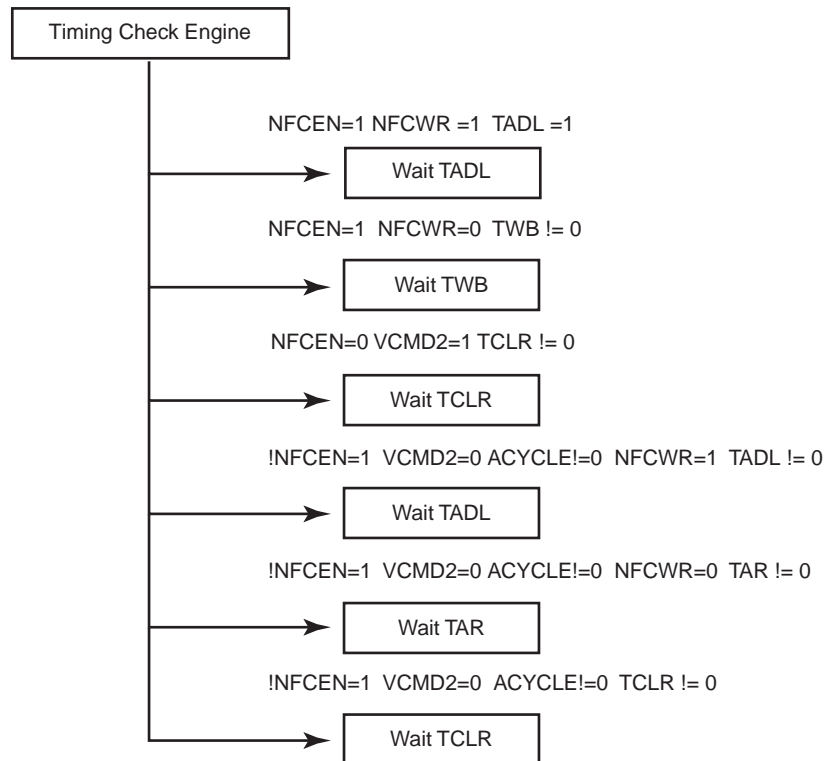 Timing Check Engine
NFCEN=1 NFCWR =1 TADL =1
Wait TADL
NFCEN=1 NFCWR=0 TWB != 0
Wait TWB
NFCEN=0 VCMD2=1 TCLR != 0
Wait TCLR
!NFCEN=1 VCMD2=0 ACYCLE!=0 NFCWR=1 TADL != 0
Wait TADL
!NFCEN=1 VCMD2=0 ACYCLE!=0 NFCWR=0 TAR != 0
Wait TAR
!NFCEN=1 VCMD2=0 ACYCLE!=0 TCLR != 0
Wait TCLR